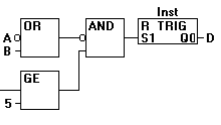 Inst
OR AND R TRIG
A S1 Q0 D
B
GE
5